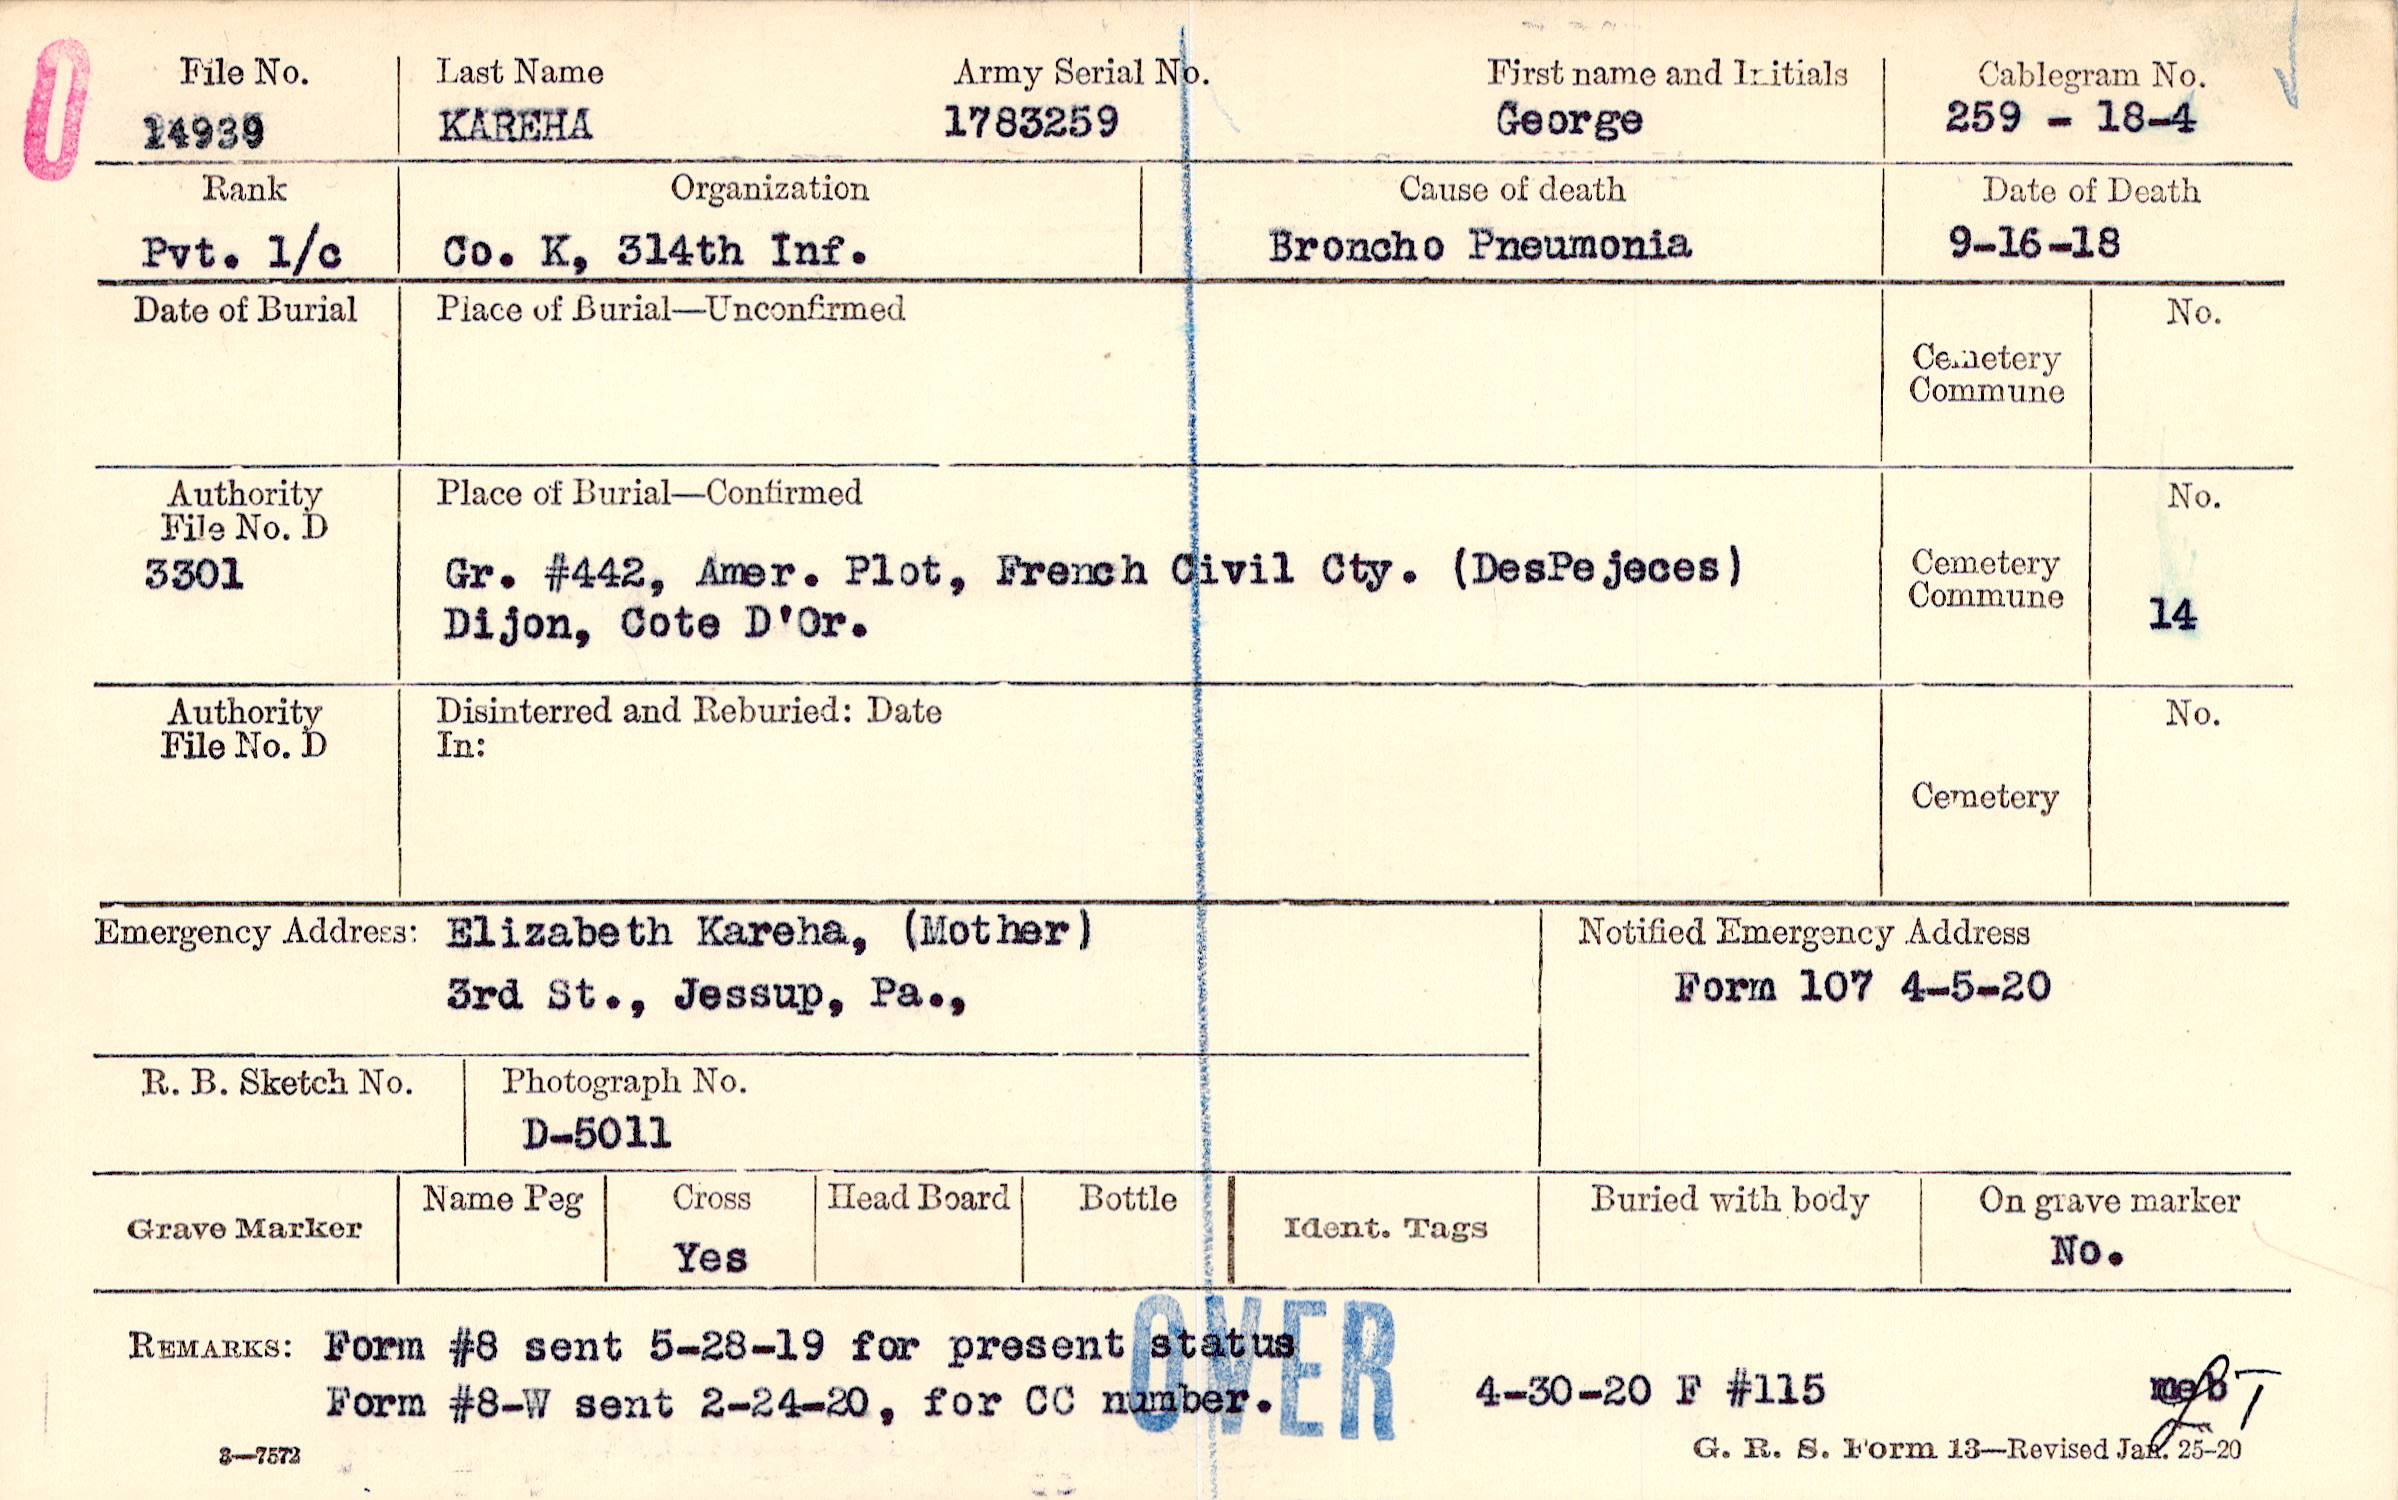 File No. Last Name Army Serial No. First name and Initials Cablegram No.
0 14939 KAREHA 1783259 George 259 - 18-4
Rank Organization Cause of death Date of Death
Pvt. 1/c Co. K, 314th Inf. Broncho Pneumonia 9-16-18
Date of Burial Place of Burial—Unconfirmed No.
Cemetery
Commune
Authority Place of Burial—Confirmed No.
File No. D
3301 Gr. #442, Amer. Plot, French Civil Cty. (DesPejeces) Cemetery
Commune
Dijon, Cote D'Or. 14
Authority Disinterred and Reburied: Date No.
File No. D In:
Cemetery
Emergency Address: Elizabeth Kareha, (Mother) Notified Emergency Address
3rd St., Jessup, Pa., Form 107 4-5-20
R. B. Sketch No. Photograph No.
D-5011
Name Peg Cross Head Board Bottle Buried with body On grave marker
Grave Marker Ident. Tags
Yes No.
OVER
REMARKS: Form #8 sent 5-28-19 for present status
Form #8-W sent 2-24-20, for CC number. 4-30-20 F #115
3—7572 G. R. S. Form 13—Revised Jan. 25-20